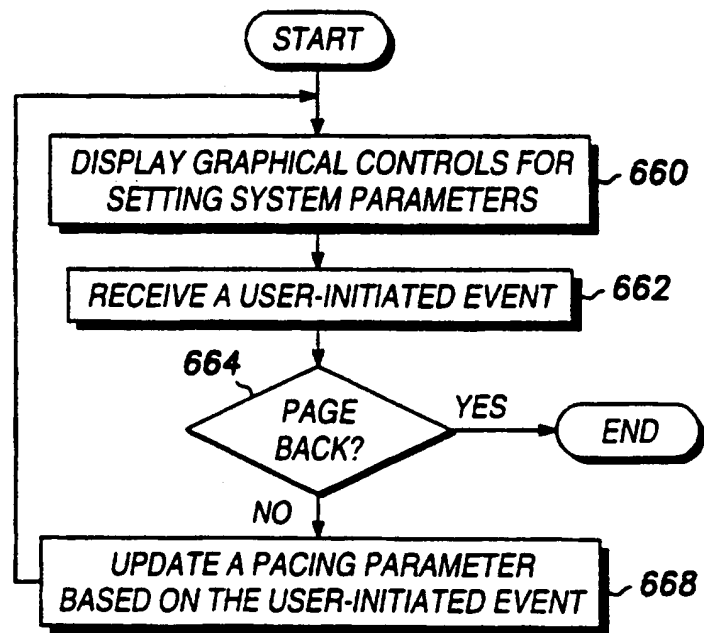 START
DISPLAY GRAPHICAL CONTROLS FOR
SETTING SYSTEM PARAMETERS
660
RECEIVE A USER-INITIATED EVENT
662
664
PAGE
BACK?
YES
END
NO
UPDATE A PACING PARAMETER
BASED ON THE USER-INITIATED EVENT
668